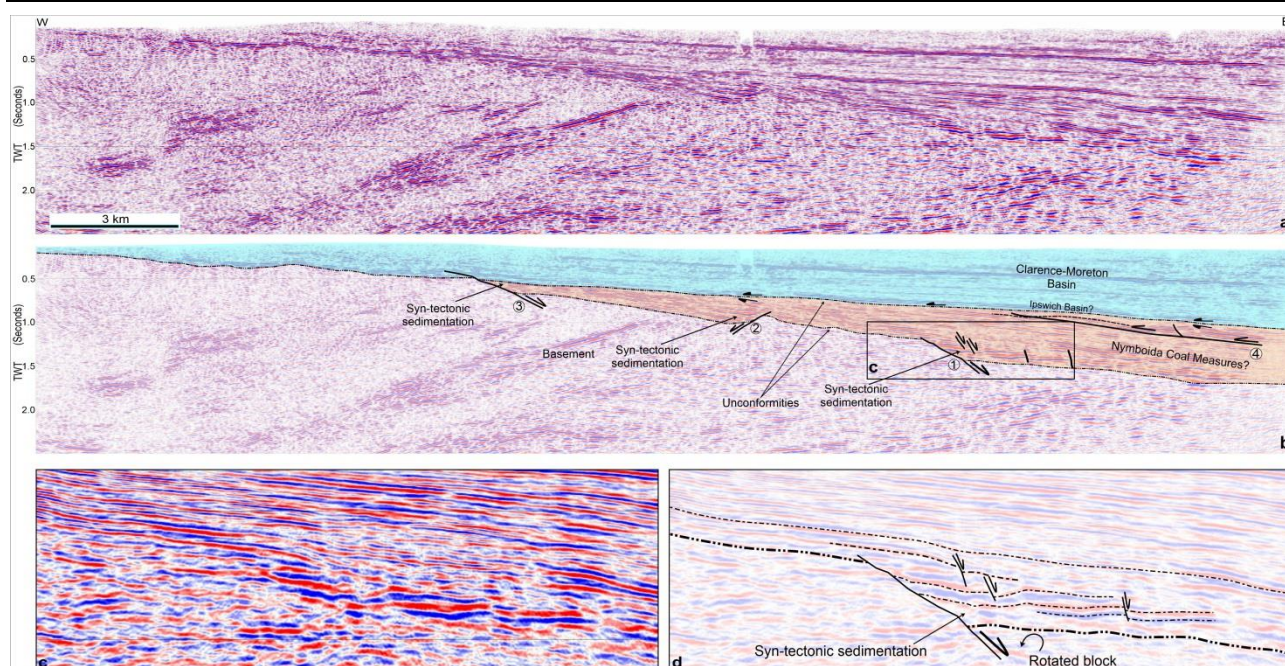 W
E
0.5
1.0
(Seconds)
1.5
TWT
2.0
3 km
a
Clarence-Moreton
Basin
0.5
Ipswich Basin?
Syn-tectonic
sedimentation
③
1.0
(Seconds)
②
Basement
Syn-tectonic
sedimentation
c
①
④
Nymboida Coal Measures?
1.5
TWT
Syn-tectonic
sedimentation
Unconformities
2.0
b
c
Syn-tectonic sedimentation
d
Rotated block